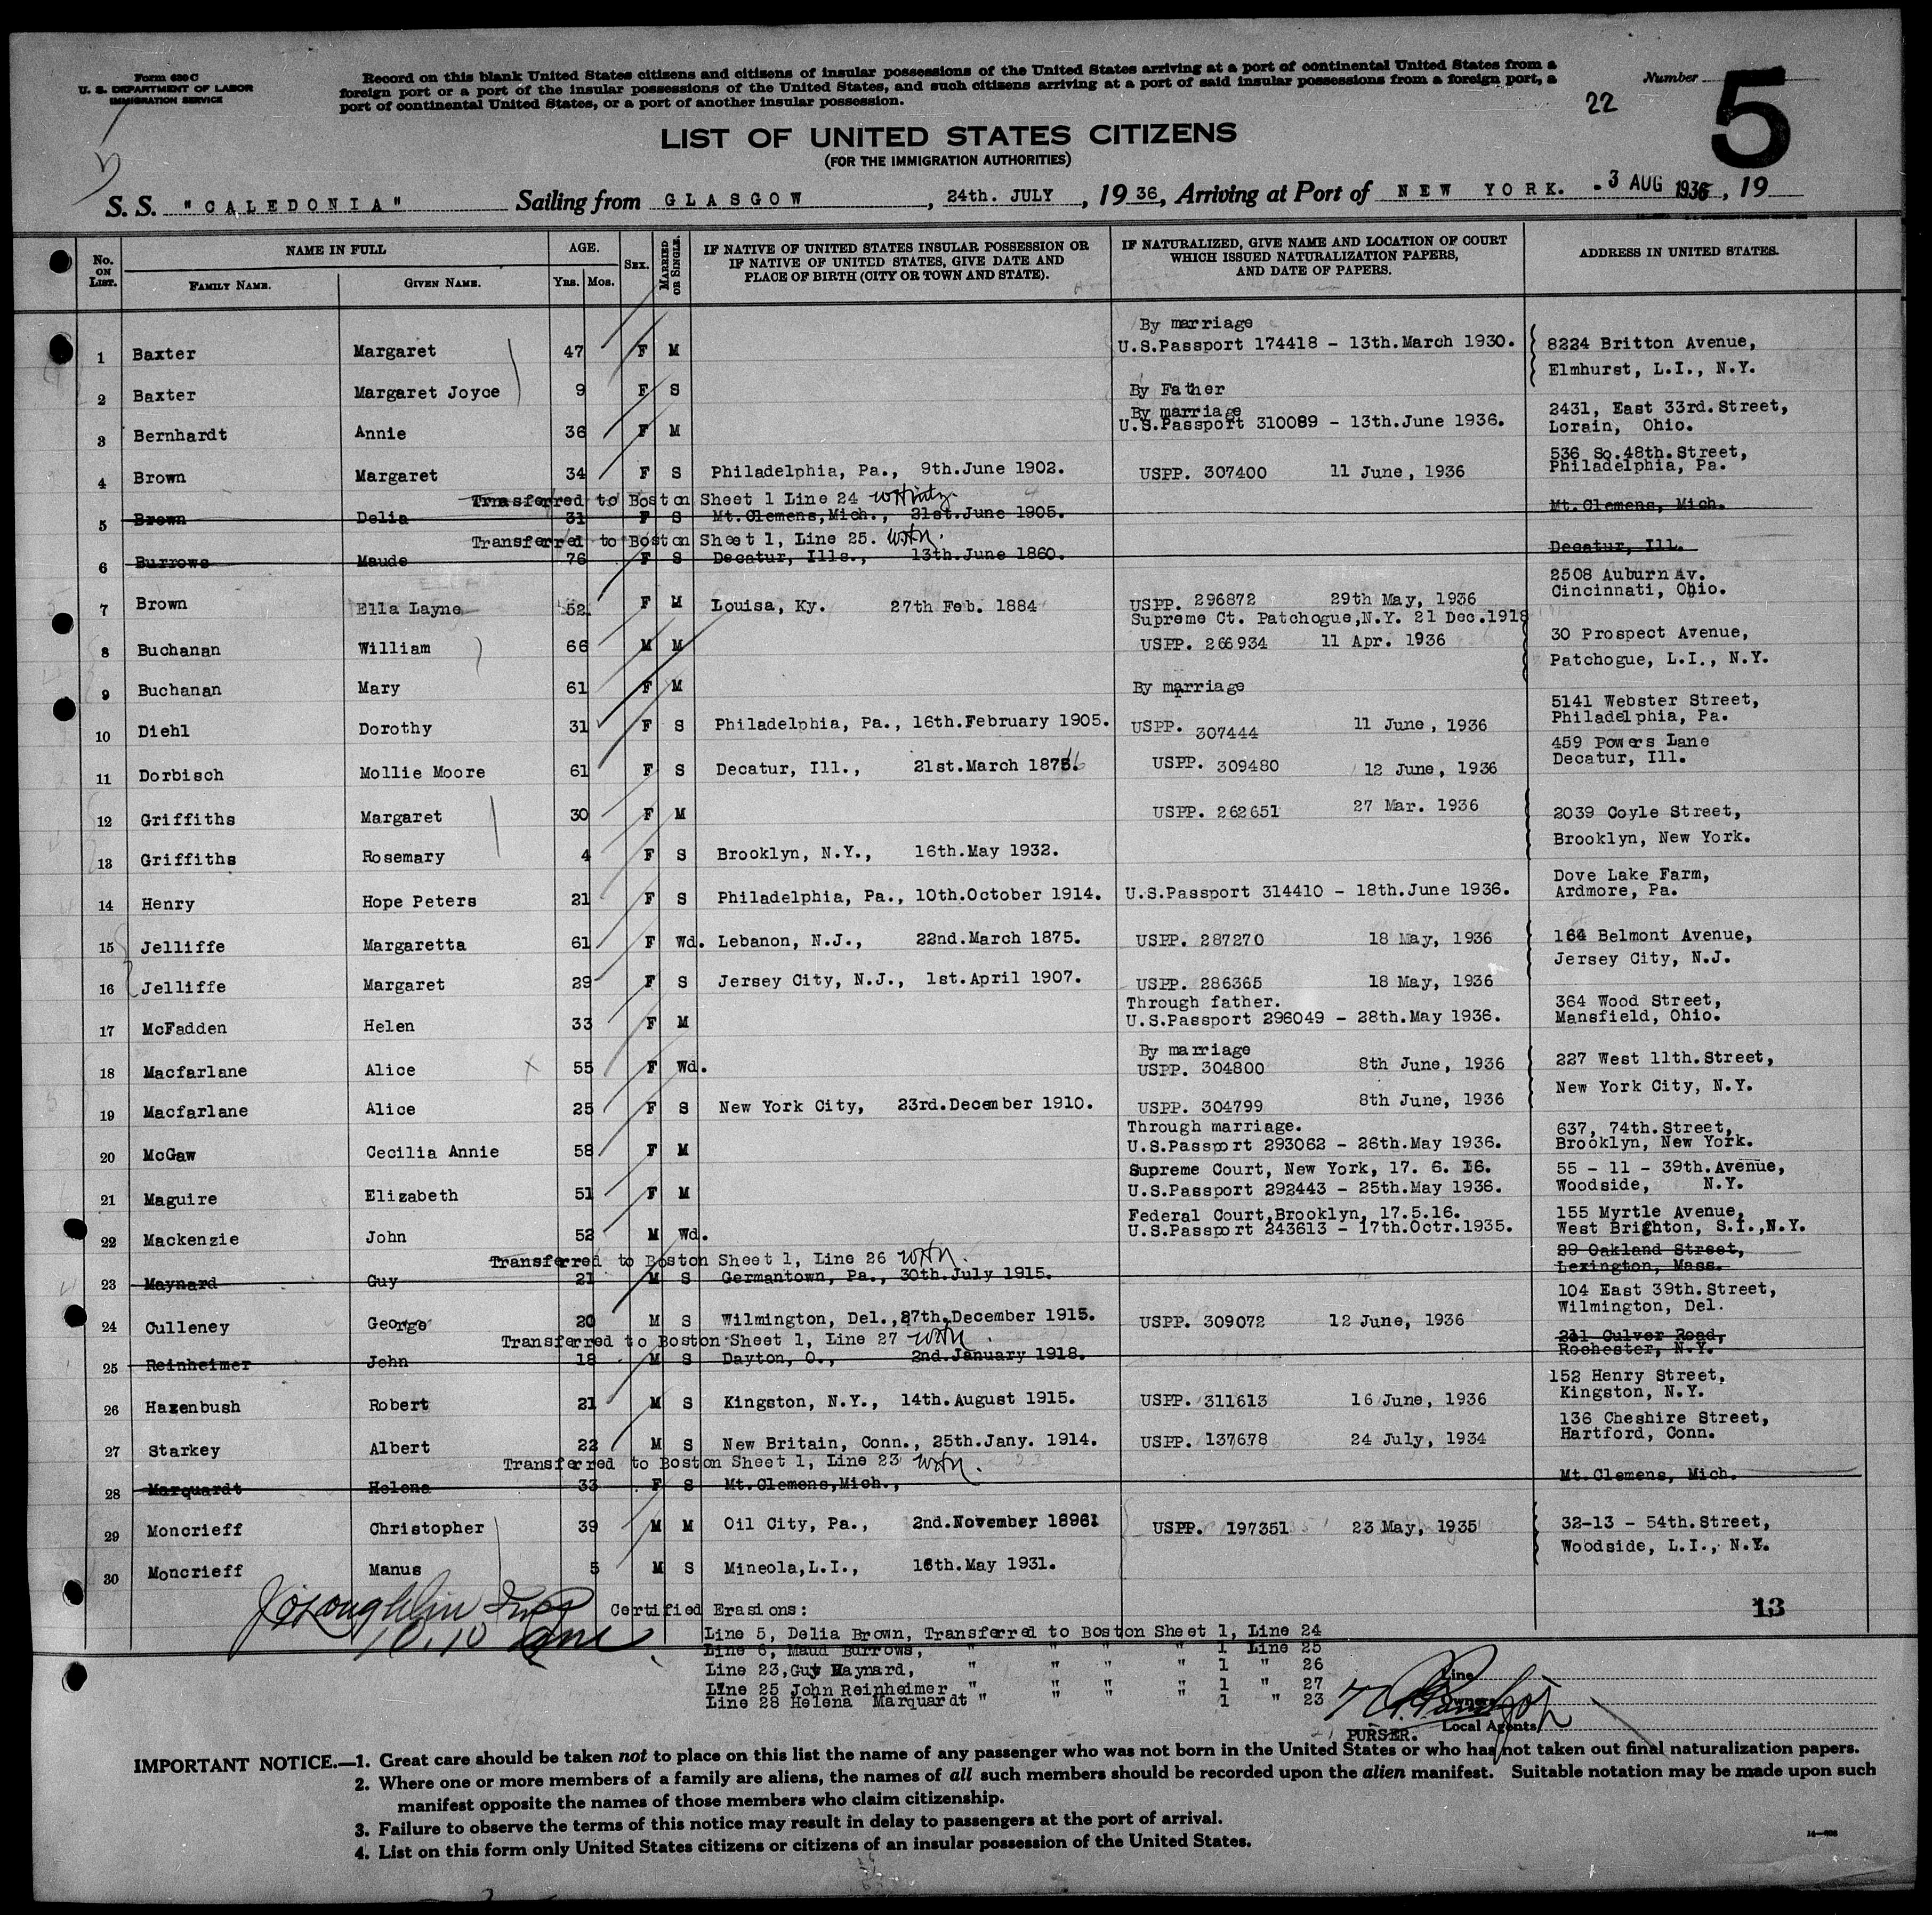 Form 630 C
U. S. DEPARTMENT OF LABOR
IMMIGRATION SERVICE
Record on this blank United States citizens and citizens of insular possessions of the United States arriving at a port of continental United States from a
foreign port or a port of the insular possessions of the United States, and such citizens arriving at a port of said insular possessions from a foreign port, a
port of continental United States, or a port of another insular possession.
Number 5
22
LIST OF UNITED STATES CITIZENS
(FOR THE IMMIGRATION AUTHORITIES)
S. S. "CALEDONIA" Sailing from GLASGOW, 24th. JULY, 1936, Arriving at Port of NEW YORK. - 3 AUG 1936, 19
No. ON LIST. NAME IN FULL AGE. SEX. MARRIED OR SINGLE. IF NATIVE OF UNITED STATES INSULAR POSSESSION OR IF NATIVE OF UNITED STATES, GIVE DATE AND PLACE OF BIRTH (CITY OR TOWN AND STATE). IF NATURALIZED, GIVE NAME AND LOCATION OF COURT WHICH ISSUED NATURALIZATION PAPERS, AND DATE OF PAPERS. ADDRESS IN UNITED STATES.
FAMILY NAME. GIVEN NAME. YRS. MOS.
By marriage
1 Baxter Margaret 47 F M U.S.Passport 174418 - 13th.March 1930. 8224 Britton Avenue,
Elmhurst, L.I., N.Y.
2 Baxter Margaret Joyce 9 F S By Father
By marriage 2431, East 33rd.Street,
3 Bernhardt Annie 36 F M U.S.Passport 310089 - 13th.June 1936. Lorain, Ohio.
536 So.48th.Street,
4 Brown Margaret 34 F S Philadelphia, Pa., 9th.June 1902. USPP. 307400 11 June, 1936 Philadelphia, Pa.
Transferred to Boston Sheet 1 Line 24
5 Brown Delia 31 F S Mt.Clemens,Mich., 21st.June 1905. Mt.Clemens, Mich.
Transferred to Boston Sheet 1, Line 25.
6 Burrows Maude 76 F S Decatur, Ills., 13th.June 1860. Decatur, Ill.
2508 Auburn Av.
7 Brown Ella Layne 52 F M Louisa, Ky. 27th Feb. 1884 USPP. 296872 29th May, 1936 Cincinnati, Ohio.
Supreme Ct. Patchogue,N.Y. 21 Dec.1918
8 Buchanan William 66 M M USPP. 266934 11 Apr. 1936 30 Prospect Avenue,
Patchogue, L.I., N.Y.
9 Buchanan Mary 61 F M By marriage
5141 Webster Street,
10 Diehl Dorothy 31 F S Philadelphia, Pa., 16th.February 1905. USPP. 307444 11 June, 1936 Philadelphia, Pa.
459 Powers Lane
11 Dorbisch Mollie Moore 61 F S Decatur, Ill., 21st.March 1875. USPP. 309480 12 June, 1936 Decatur, Ill.
12 Griffiths Margaret 30 F M USPP. 262651 27 Mar. 1936 2039 Coyle Street,
Brooklyn, New York.
13 Griffiths Rosemary 4 F S Brooklyn, N.Y., 16th.May 1932.
Dove Lake Farm,
14 Henry Hope Peters 21 F S Philadelphia, Pa., 10th.October 1914. U.S.Passport 314410 - 18th.June 1936. Ardmore, Pa.
15 Jelliffe Margaretta 61 F Wd. Lebanon, N.J., 22nd.March 1875. USPP. 287270 18 May, 1936 164 Belmont Avenue,
Jersey City, N.J.
16 Jelliffe Margaret 29 F S Jersey City, N.J., 1st.April 1907. USPP. 286365 18 May, 1936
Through father. 364 Wood Street,
17 McFadden Helen 33 F M U.S.Passport 296049 - 28th.May 1936. Mansfield, Ohio.
By marriage
18 Macfarlane Alice 55 F Wd. USPP. 304800 8th June, 1936 227 West 11th.Street,
New York City, N.Y.
19 Macfarlane Alice 25 F S New York City, 23rd.December 1910. USPP. 304799 8th June, 1936
Through marriage. 637, 74th.Street,
20 McGaw Cecilia Annie 58 F M U.S.Passport 293062 - 26th.May 1936. Brooklyn, New York.
Supreme Court, New York, 17. 6. 16. 55 - 11 - 39th.Avenue,
21 Maguire Elizabeth 51 F M U.S.Passport 292443 - 25th.May 1936. Woodside, N.Y.
Federal Court,Brooklyn, 17.5.16. 155 Myrtle Avenue,
22 Mackenzie John 52 M Wd. U.S.Passport 243613 - 17th.Octr.1935. West Brighton, S.I.,N.Y.
Transferred to Boston Sheet 1, Line 26 29 Oakland Street,
23 Maynard Guy 21 M S Germantown, Pa., 30th.July 1915. Lexington, Mass.
104 East 39th.Street,
24 Culleney George 20 M S Wilmington, Del., 27th.December 1915. USPP. 309072 12 June, 1936 Wilmington, Del.
Transferred to Boston Sheet 1, Line 27 211 Culver Road,
25 Reinheimer John 18 M S Dayton, O., 2nd.January 1918. Rochester, N.Y.
152 Henry Street,
26 Hazenbush Robert 21 M S Kingston, N.Y., 14th.August 1915. USPP. 311613 16 June, 1936 Kingston, N.Y.
136 Cheshire Street,
27 Starkey Albert 22 M S New Britain, Conn., 25th.Jany. 1914. USPP. 137678 24 July, 1934 Hartford, Conn.
Transferred to Boston Sheet 1, Line 23
28 Marquardt Helena 33 F S Mt.Clemens,Mich., Mt.Clemens, Mich.
29 Moncrieff Christopher 39 M M Oil City, Pa., 2nd.November 1896. USPP. 197351 23 May, 1935 32-13 - 54th.Street,
Woodside, L.I., N.Y.
30 Moncrieff Manus 5 M S Mineola,L.I., 16th.May 1931.
13
Certified Erasions:
Line 5, Delia Brown, Transferred to Boston Sheet 1, Line 24
Line 6, Maud Burrows, " " " " 1 Line 25
Line 23,Guy Maynard, " " " " 1 " 26
Line 25 John Reinheimer " " " " 1 " 27
Line 28 Helena Marquardt " " " " 1 " 23
Line
Owners
Local Agents
PURSER.
IMPORTANT NOTICE.—1. Great care should be taken not to place on this list the name of any passenger who was not born in the United States or who has not taken out final naturalization papers.
2. Where one or more members of a family are aliens, the names of all such members should be recorded upon the alien manifest. Suitable notation may be made upon such
manifest opposite the names of those members who claim citizenship.
3. Failure to observe the terms of this notice may result in delay to passengers at the port of arrival.
4. List on this form only United States citizens or citizens of an insular possession of the United States.